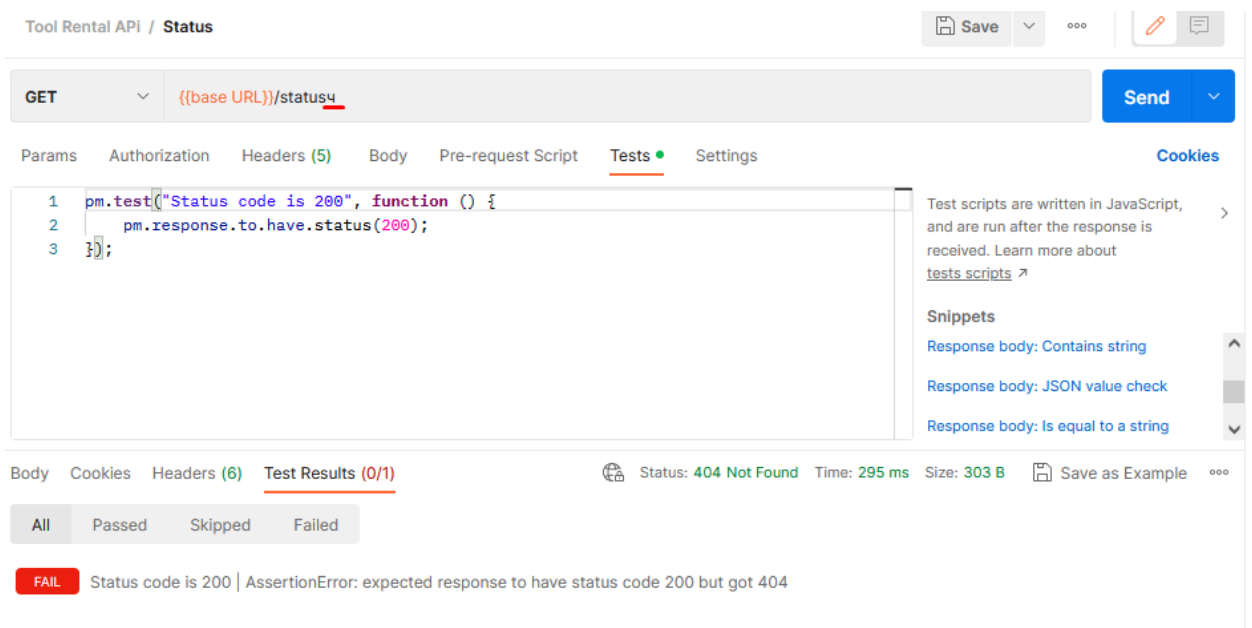 Tool Rental APi / Status
Save
GET
{{base URL}}/statusч
Send
Params Authorization Headers (5) Body Pre-request Script Tests Settings Cookies
1 pm.test("Status code is 200", function () {
2 pm.response.to.have.status(200);
3 });
Test scripts are written in JavaScript,
and are run after the response is
received. Learn more about
tests scripts ↗
Snippets
Response body: Contains string
Response body: JSON value check
Response body: Is equal to a string
Body Cookies Headers (6) Test Results (0/1) Status: 404 Not Found Time: 295 ms Size: 303 B Save as Example
All Passed Skipped Failed
FAIL Status code is 200 | AssertionError: expected response to have status code 200 but got 404